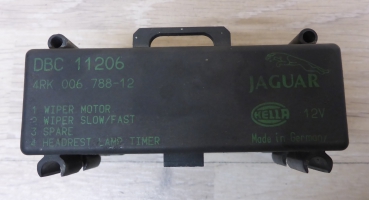 DBC 11206
4RK 006 788-12
JAGUAR
1 WIPER MOTOR
2 WIPER SLOW/FAST
3 SPARE
4 HEADREST LAMP TIMER
HELLA
12V
Made in Germany